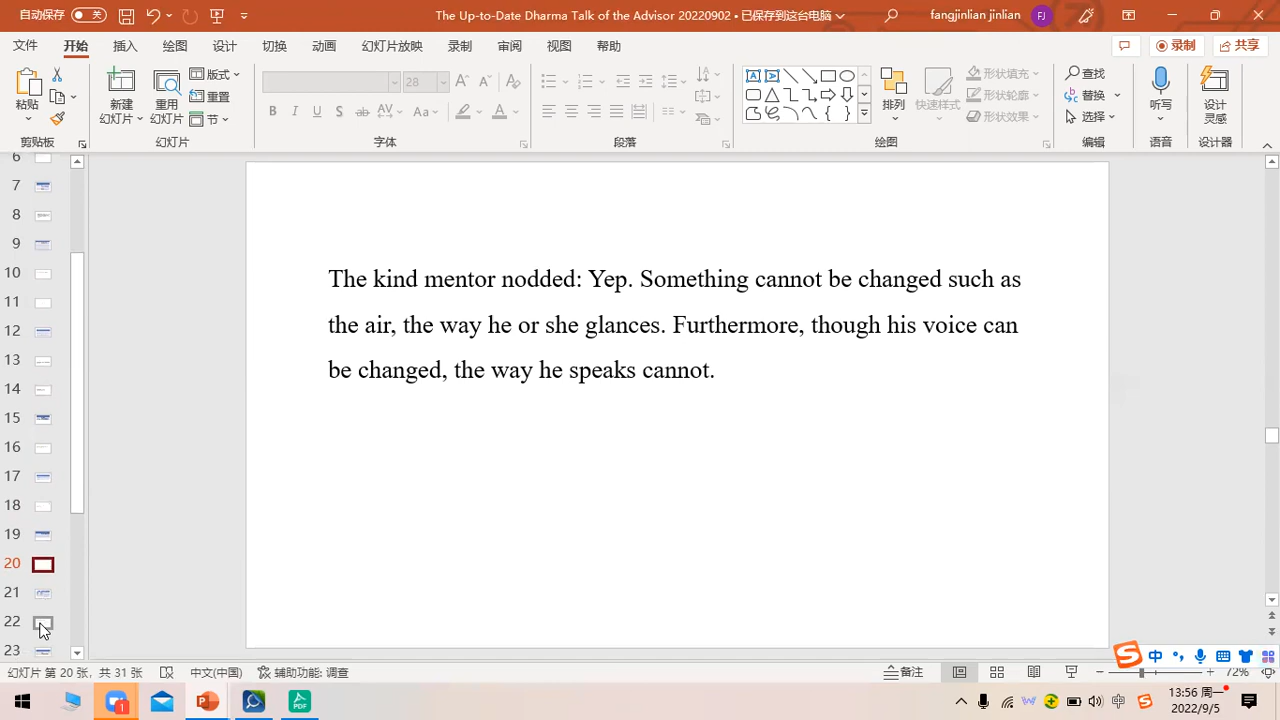 自动保存 关
The Up-to-Date Dharma Talk of the Advisor 20220902 • 已保存到这台电脑
fangjinlian jinlian FJ
文件 开始 插入 绘图 设计 切换 动画 幻灯片放映 录制 审阅 视图 帮助 录制 共享
粘贴 新建 幻灯片 重用 幻灯片 版式 重置 节 28 排列 快速样式 形状填充 形状轮廓 形状效果 查找 替换 选择 听写 设计 灵感
剪贴板 幻灯片 字体 段落 绘图 编辑 语音 设计器
6
7
8
9
10
11
12
13
14
15
16
17
18
19
20
21
22
23
The kind mentor nodded: Yep. Something cannot be changed such as
the air, the way he or she glances. Furthermore, though his voice can
be changed, the way he speaks cannot.
幻灯片 第 20 张，共 31 张 中文(中国) 辅助功能: 调查 备注 72%
中
13:56 周一
2022/9/5